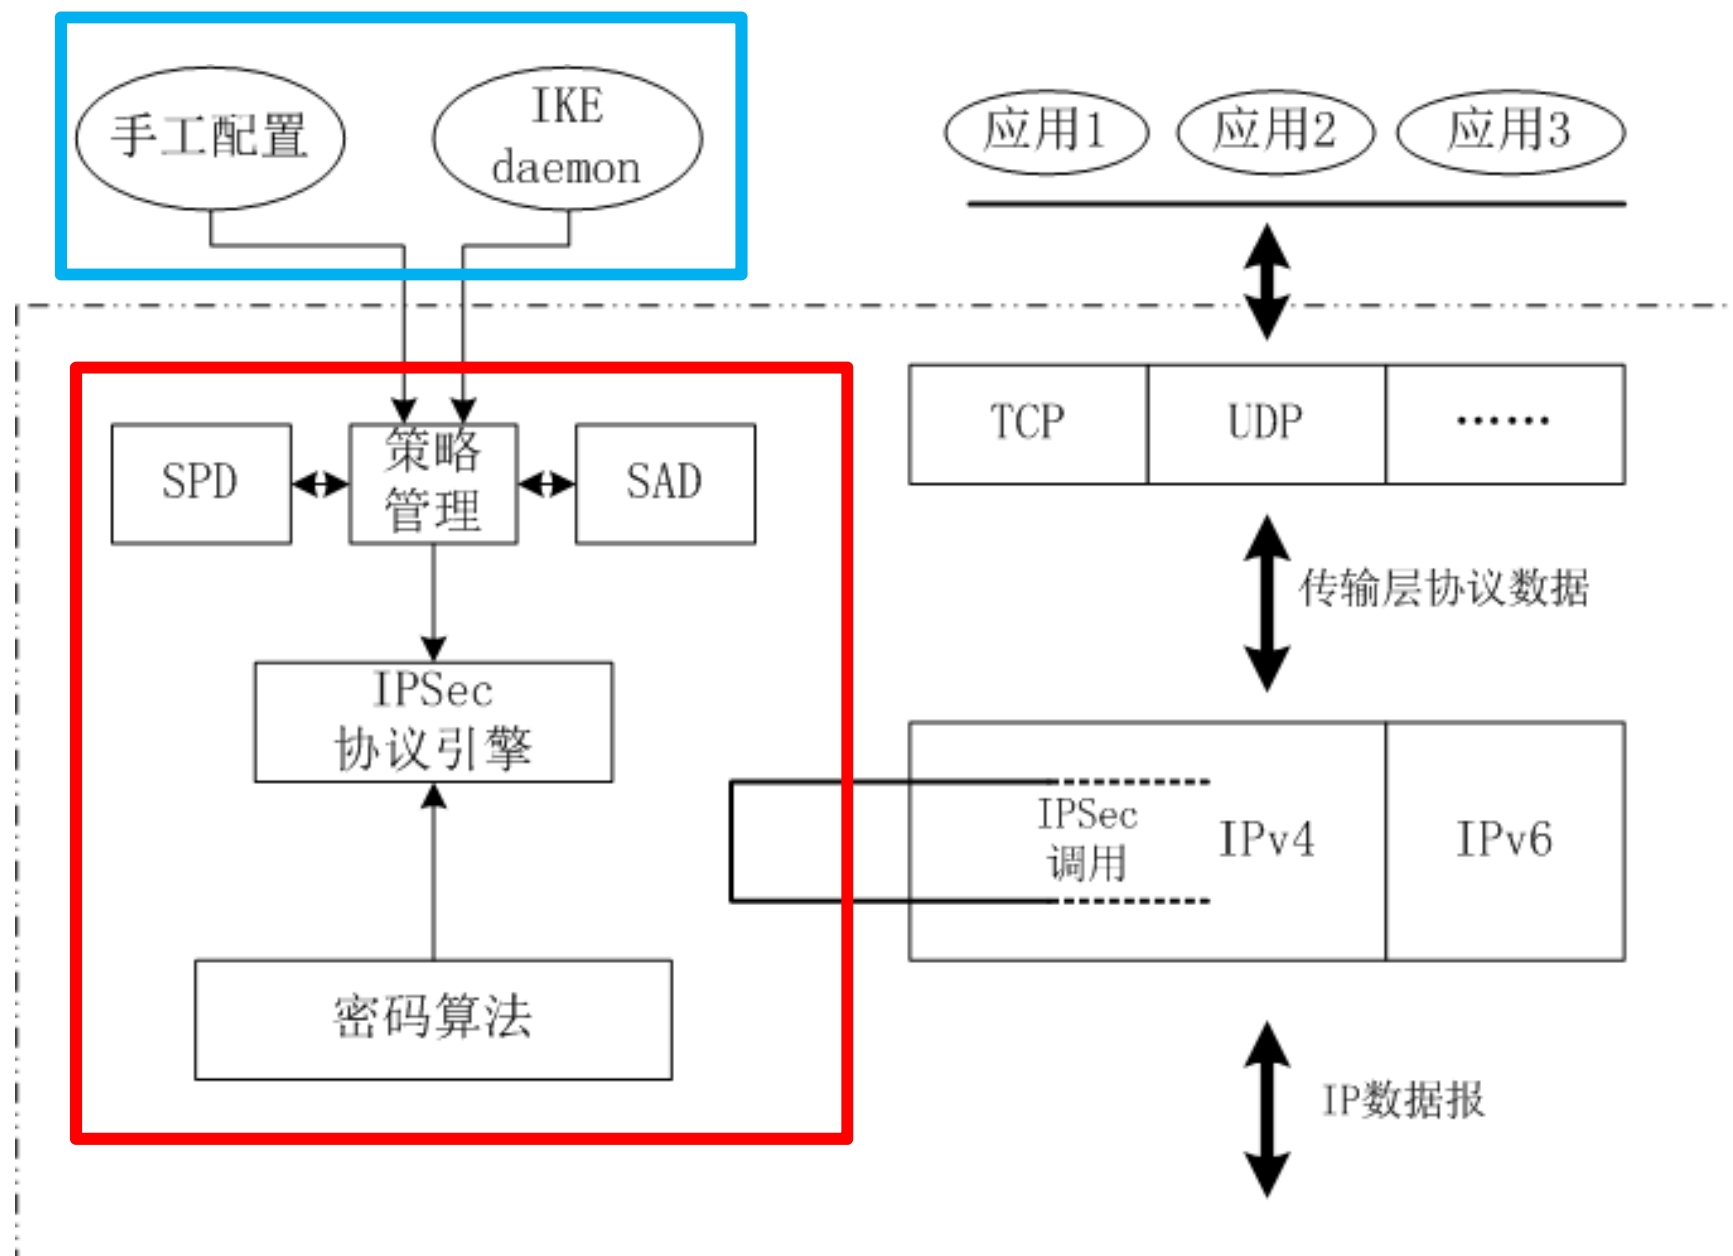 手工配置
IKE
daemon
应用1
应用2
应用3
SPD
策略
管理
SAD
TCP
UDP
……
传输层协议数据
IPSec
协议引擎
IPSec
调用
IPv4
IPv6
密码算法
IP数据报